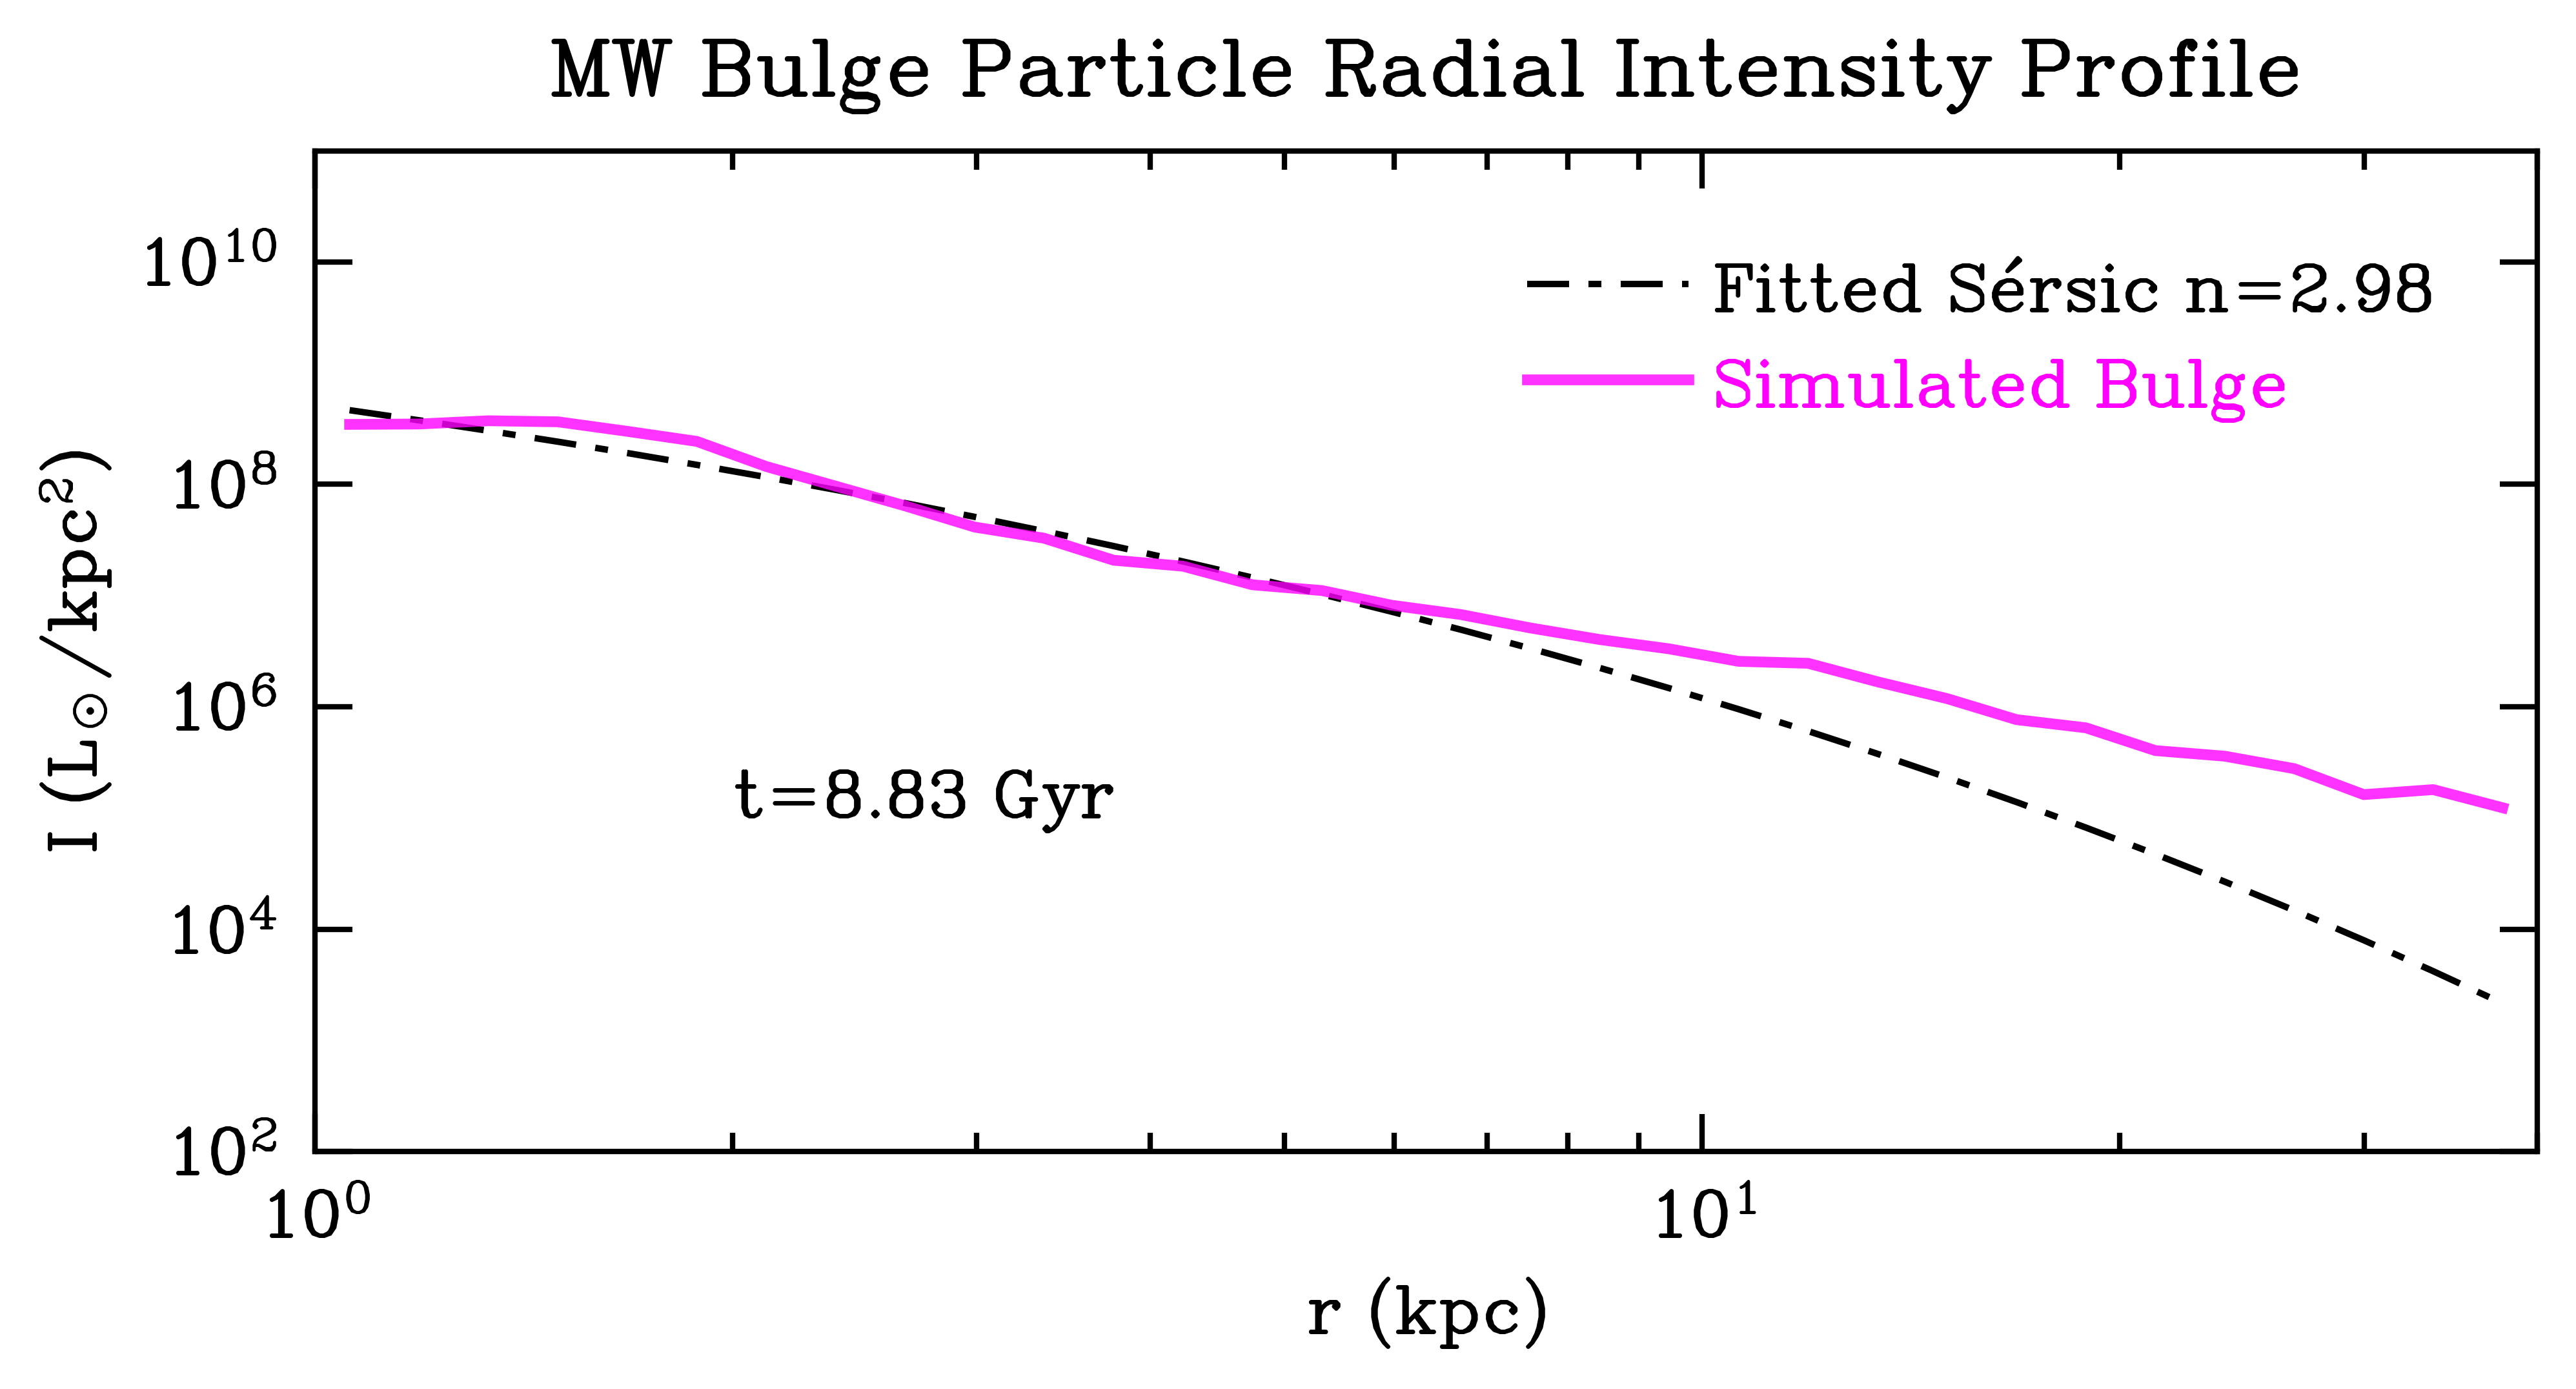 MW Bulge Particle Radial Intensity Profile
10¹⁰
10⁸
10⁶
10⁴
10²
I (L☉/kpc²)
Fitted Sérsic n=2.98
Simulated Bulge
t=8.83 Gyr
10⁰
10¹
r (kpc)